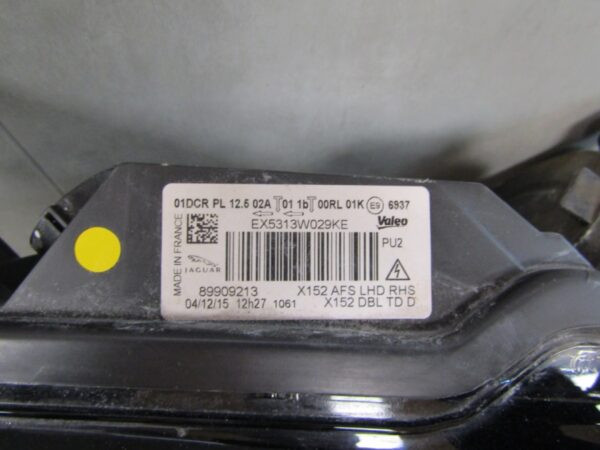 01DCR PL 12.5 02A T 01 1b T 00RL 01K E9 6937
MADE IN FRANCE
EX5313W029KE
Valeo
PU2
JAGUAR
89909213
X152 AFS LHD RHS
04/12/15 12h27 1061
X152 DBL TD D